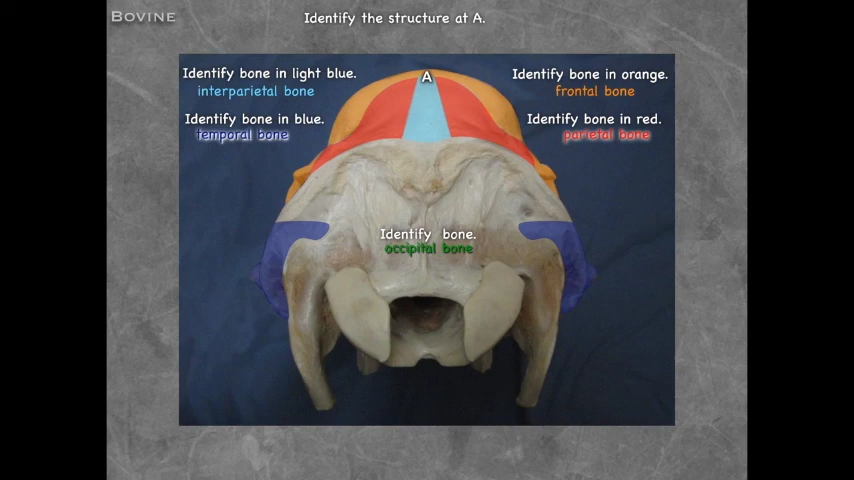 BOVINE
Identify the structure at A.
A
Identify bone in light blue.
interparietal bone
Identify bone in orange.
frontal bone
Identify bone in blue.
temporal bone
Identify bone in red.
parietal bone
Identify bone.
occipital bone